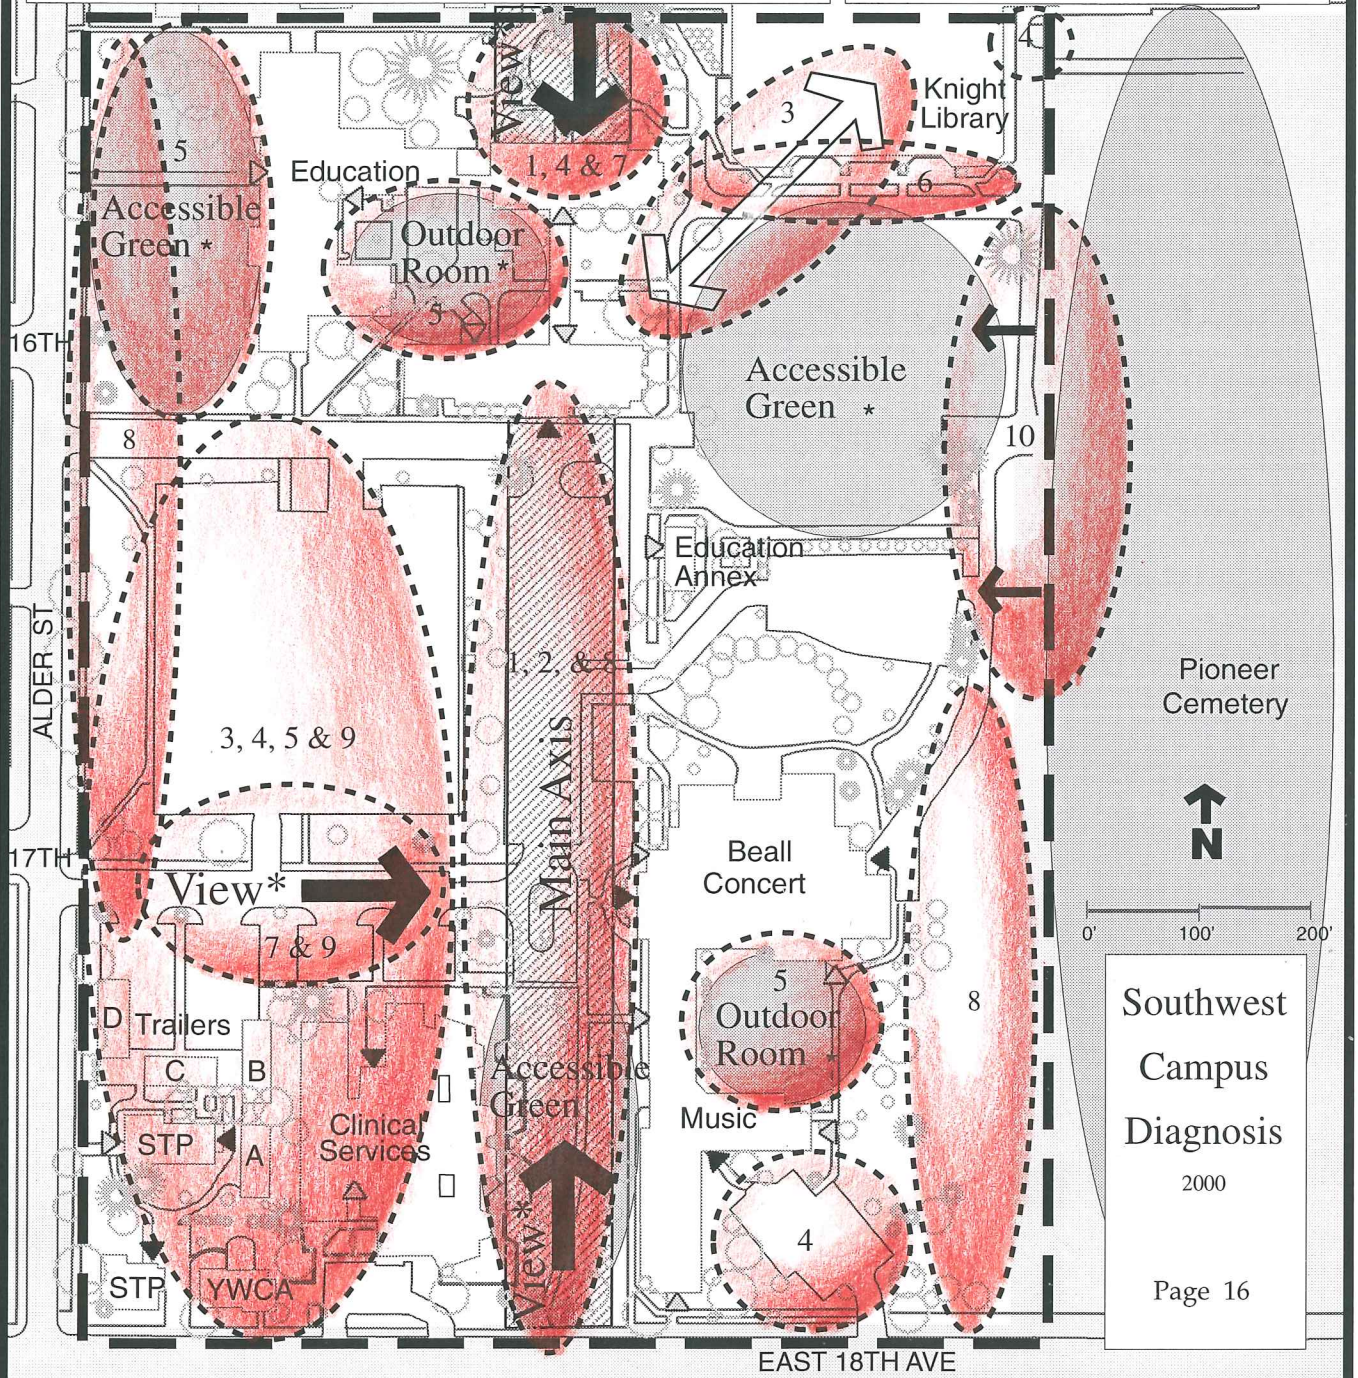 4
View
3
Knight
Library
5
1, 4 & 7
Education
6
Accessible
Green *
Outdoor
Room *
5
16TH
Accessible
Green *
8
10
Education
Annex
ALDER ST
1, 2, & 8
Pioneer
Cemetery
3, 4, 5 & 9
Main Axis
N
17TH
Beall
Concert
View*
0' 100' 200'
7 & 9
5
Outdoor
Room *
8
D
Trailers
C
B
Accessible
Green
Music
Clinical
Services
STP
A
View*
4
STP
YWCA
Southwest
Campus
Diagnosis
2000
Page 16
EAST 18TH AVE